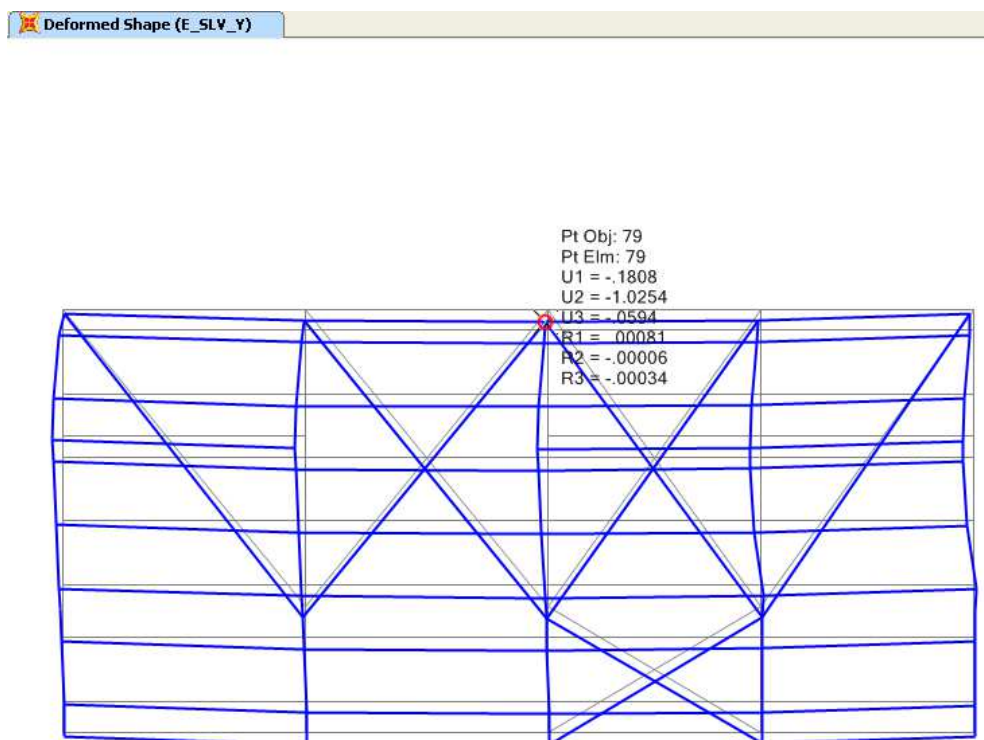 Deformed Shape (E_SLV_Y)
Pt Obj: 79
Pt Elm: 79
U1 = -.1808
U2 = -1.0254
U3 = -.0594
R1 = .00081
R2 = -.00006
R3 = -.00034